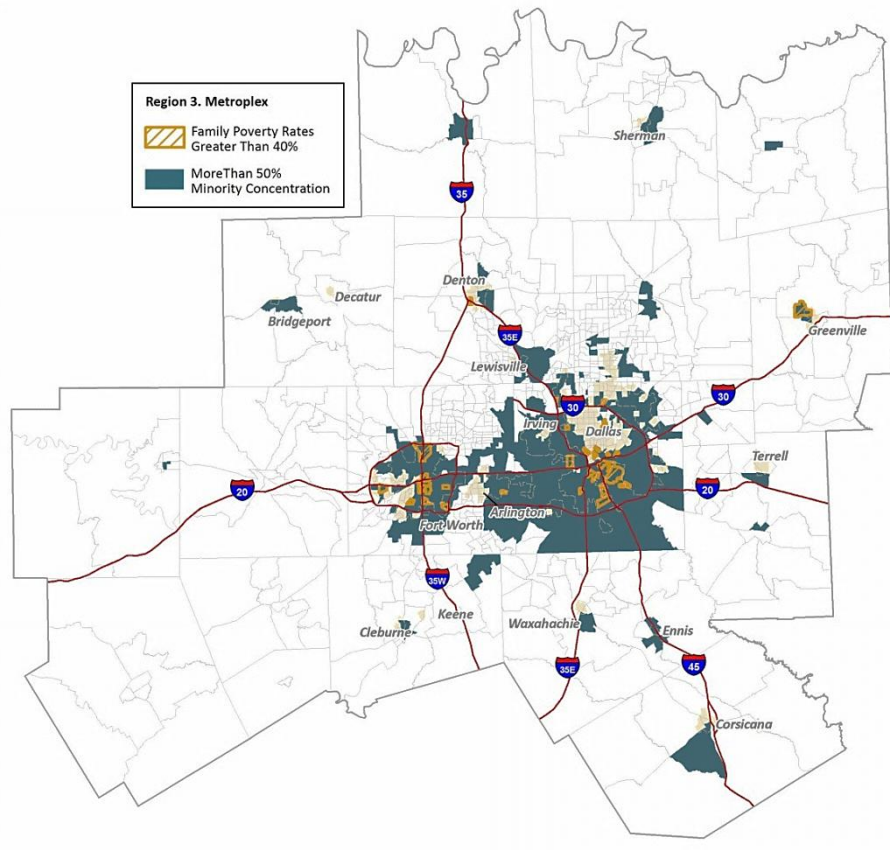 Region 3. Metroplex
Family Poverty Rates
Greater Than 40%
MoreThan 50%
Minority Concentration
Sherman
35
Denton
Decatur
Bridgeport
Greenville
35E
Lewisville
30
30
Irving
Dallas
Terrell
20
20
Arlington
Fort Worth
35W
Keene
Cleburne
Waxahachie
Ennis
35E
45
Corsicana